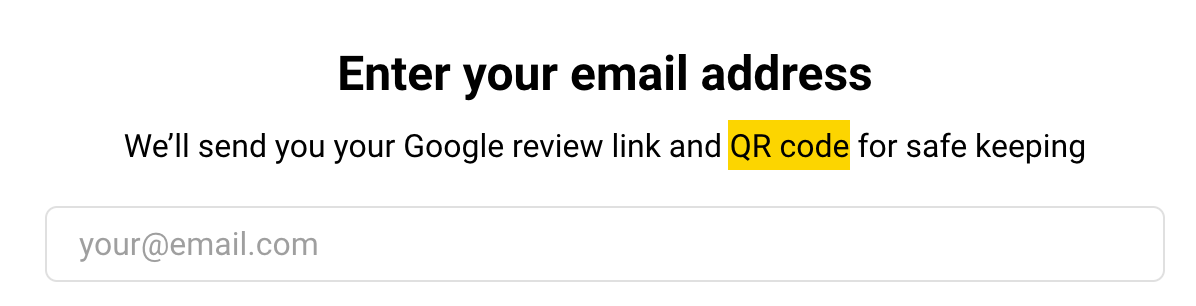 Enter your email address
We’ll send you your Google review link and QR code for safe keeping
your@email.com